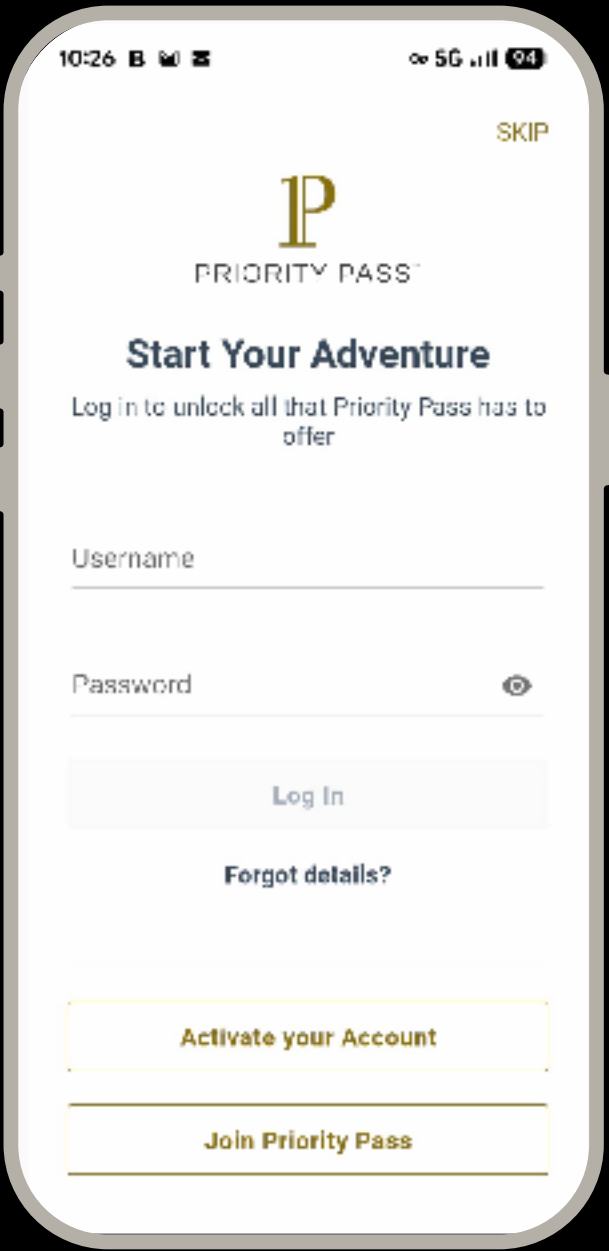 10:26 B
5G 94
SKIP
PRIORITY PASS
Start Your Adventure
Log in to unlock all that Priority Pass has to
offer
Username
Password
Log In
Forgot details?
Activate your Account
Join Priority Pass